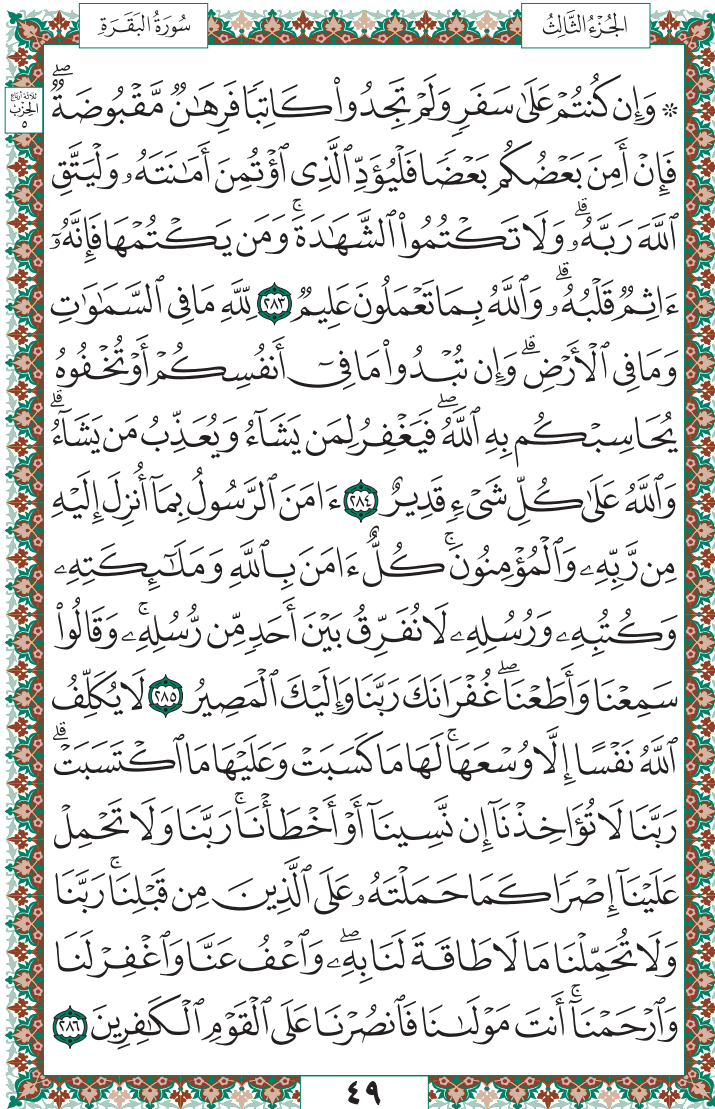 الجُزْءُ الثَّالِثُ
سُورَةُ البَقَرَةِ
ثلاثة أرباع
الحِزْب
٥
۞ وَإِن كُنتُمْ عَلَىٰ سَفَرٍ وَلَمْ تَجِدُوا۟ كَاتِبًا فَرِهَـٰنٌ مَّقْبُوضَةٌ ۖ
فَإِنْ أَمِنَ بَعْضُكُم بَعْضًا فَلْيُؤَدِّ ٱلَّذِى ٱؤْتُمِنَ أَمَـٰنَتَهُۥ وَلْيَتَّقِ
ٱللَّهَ رَبَّهُۥ ۗ وَلَا تَكْتُمُوا۟ ٱلشَّهَـٰدَةَ ۚ وَمَن يَكْتُمْهَا فَإِنَّهُۥٓ
ءَاثِمٌ قَلْبُهُۥ ۗ وَٱللَّهُ بِمَا تَعْمَلُونَ عَلِيمٌ ٢٨٣ لِّلَّهِ مَا فِى ٱلسَّمَـٰوَٰتِ
وَمَا فِى ٱلْأَرْضِ ۗ وَإِن تُبْدُوا۟ مَا فِىٓ أَنفُسِكُمْ أَوْ تُخْفُوهُ
يُحَاسِبْكُم بِهِ ٱللَّهُ ۖ فَيَغْفِرُ لِمَن يَشَآءُ وَيُعَذِّبُ مَن يَشَآءُ ۗ
وَٱللَّهُ عَلَىٰ كُلِّ شَىْءٍ قَدِيرٌ ٢٨٤ ءَامَنَ ٱلرَّسُولُ بِمَآ أُنزِلَ إِلَيْهِ
مِن رَّبِّهِۦ وَٱلْمُؤْمِنُونَ ۚ كُلٌّ ءَامَنَ بِٱللَّهِ وَمَلَـٰٓئِكَتِهِۦ
وَكُتُبِهِۦ وَرُسُلِهِۦ لَا نُفَرِّقُ بَيْنَ أَحَدٍ مِّن رُّسُلِهِۦ ۚ وَقَالُوا۟
سَمِعْنَا وَأَطَعْنَا ۖ غُفْرَانَكَ رَبَّنَا وَإِلَيْكَ ٱلْمَصِيرُ ٢٨٥ لَا يُكَلِّفُ
ٱللَّهُ نَفْسًا إِلَّا وُسْعَهَا ۚ لَهَا مَا كَسَبَتْ وَعَلَيْهَا مَا ٱكْتَسَبَتْ ۗ
رَبَّنَا لَا تُؤَاخِذْنَآ إِن نَّسِينَآ أَوْ أَخْطَأْنَا ۚ رَبَّنَا وَلَا تَحْمِلْ
عَلَيْنَآ إِصْرًا كَمَا حَمَلْتَهُۥ عَلَى ٱلَّذِينَ مِن قَبْلِنَا ۚ رَبَّنَا
وَلَا تُحَمِّلْنَا مَا لَا طَاقَةَ لَنَا بِهِۦ ۖ وَٱعْفُ عَنَّا وَٱغْفِرْ لَنَا
وَٱرْحَمْنَآ ۚ أَنتَ مَوْلَىٰنَا فَٱنصُرْنَا عَلَى ٱلْقَوْمِ ٱلْكَـٰفِرِينَ ٢٨٦
٤٩